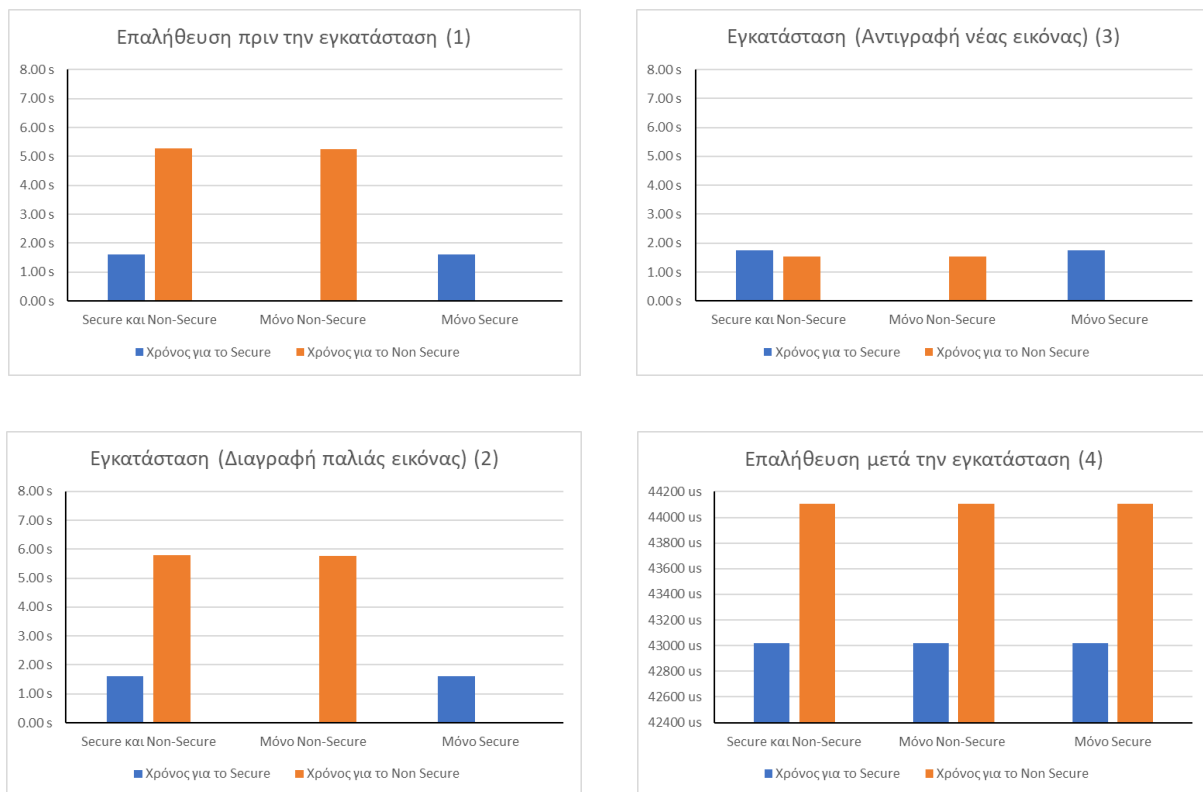 Επαλήθευση πριν την εγκατάσταση (1)
8.00 s
7.00 s
6.00 s
5.00 s
4.00 s
3.00 s
2.00 s
1.00 s
0.00 s
Secure και Non-Secure Μόνο Non-Secure Μόνο Secure
Χρόνος για το Secure Χρόνος για το Non Secure
Εγκατάσταση (Αντιγραφή νέας εικόνας) (3)
8.00 s
7.00 s
6.00 s
5.00 s
4.00 s
3.00 s
2.00 s
1.00 s
0.00 s
Secure και Non-Secure Μόνο Non-Secure Μόνο Secure
Χρόνος για το Secure Χρόνος για το Non Secure
Εγκατάσταση (Διαγραφή παλιάς εικόνας) (2)
8.00 s
7.00 s
6.00 s
5.00 s
4.00 s
3.00 s
2.00 s
1.00 s
0.00 s
Secure και Non-Secure Μόνο Non-Secure Μόνο Secure
Χρόνος για το Secure Χρόνος για το Non Secure
Επαλήθευση μετά την εγκατάσταση (4)
44200 us
44000 us
43800 us
43600 us
43400 us
43200 us
43000 us
42800 us
42600 us
42400 us
Secure και Non-Secure Μόνο Non-Secure Μόνο Secure
Χρόνος για το Secure Χρόνος για το Non Secure